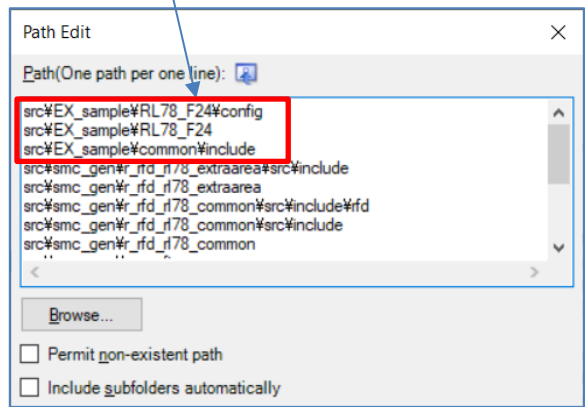 Path Edit
Path(One path per one line):
src¥EX_sample¥RL78_F24¥config
src¥EX_sample¥RL78_F24
src¥EX_sample¥common¥include
src¥smc_gen¥r_rfd_rl78_extraarea¥src¥include
src¥smc_gen¥r_rfd_rl78_extraarea
src¥smc_gen¥r_rfd_rl78_common¥src¥include¥rfd
src¥smc_gen¥r_rfd_rl78_common¥src¥include
src¥smc_gen¥r_rfd_rl78_common
Browse...
Permit non-existent path
Include subfolders automatically